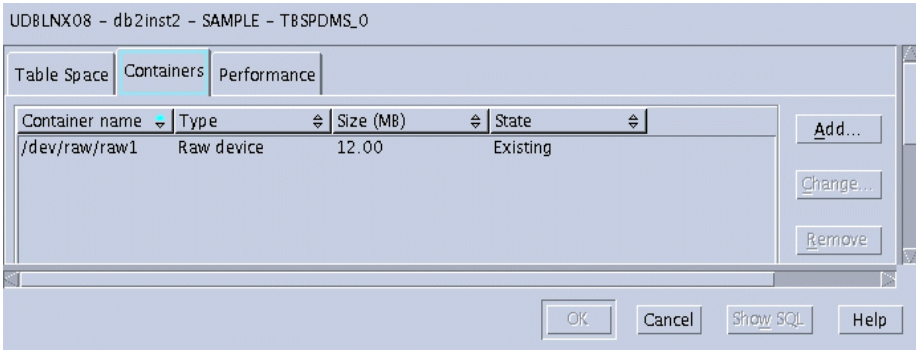 UDBLNX08 - db2inst2 - SAMPLE - TBSPDMS_0
Table Space Containers Performance
Container name Type Size (MB) State
/dev/raw/raw1 Raw device 12.00 Existing
Add...
Change...
Remove
OK Cancel Show SQL Help